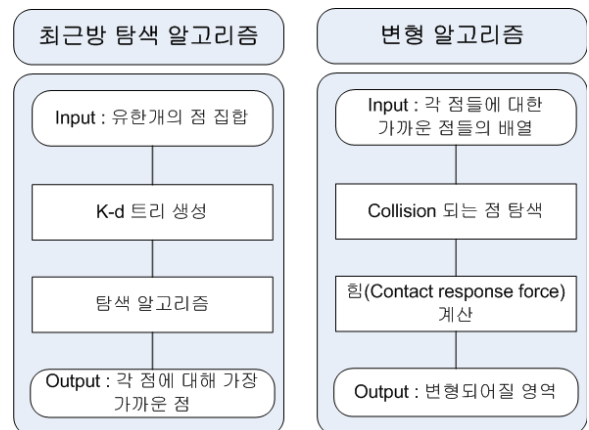 최근방 탐색 알고리즘
Input : 유한개의 점 집합
K-d 트리 생성
탐색 알고리즘
Output : 각 점에 대해 가장
가까운 점
변형 알고리즘
Input : 각 점들에 대한
가까운 점들의 배열
Collision 되는 점 탐색
힘(Contact response force)
계산
Output : 변형되어질 영역